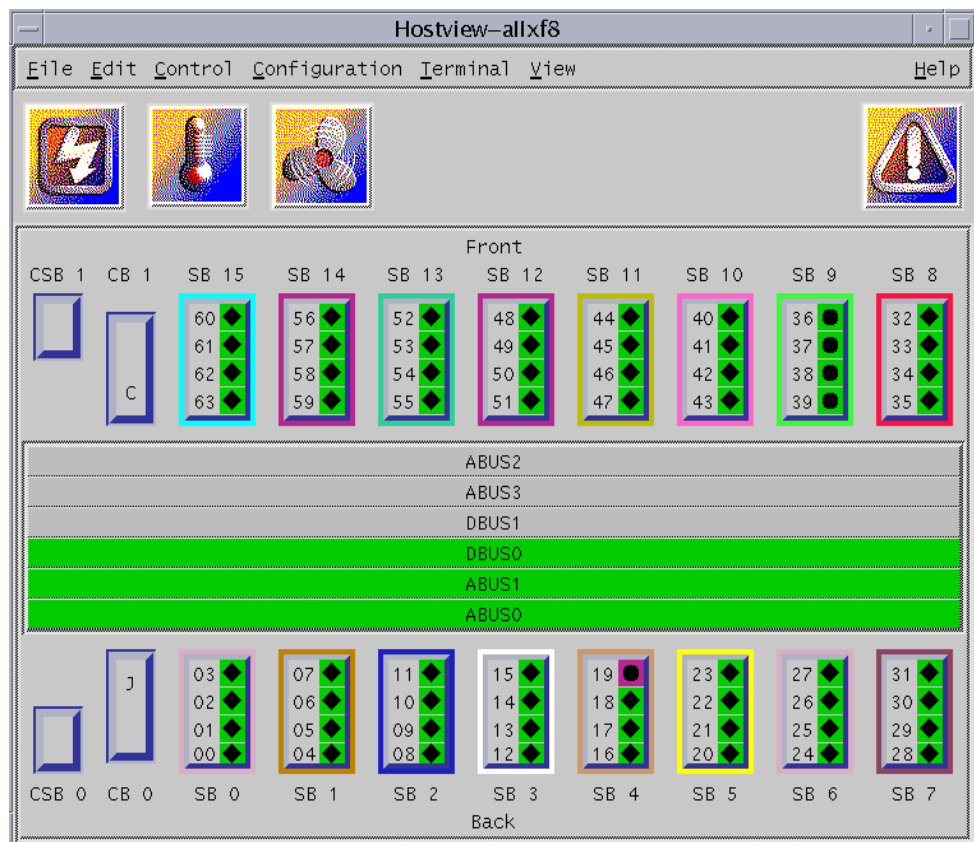 Hostview–allxf8
File Edit Control Configuration Terminal View Help
Front
CSB 1 CB 1 SB 15 SB 14 SB 13 SB 12 SB 11 SB 10 SB 9 SB 8
60 56 52 48 44 40 36 32
61 57 53 49 45 41 37 33
62 58 54 50 46 42 38 34
C 63 59 55 51 47 43 39 35
ABUS2
ABUS3
DBUS1
DBUS0
ABUS1
ABUS0
J 03 07 11 15 19 23 27 31
02 06 10 14 18 22 26 30
01 05 09 13 17 21 25 29
00 04 08 12 16 20 24 28
CSB 0 CB 0 SB 0 SB 1 SB 2 SB 3 SB 4 SB 5 SB 6 SB 7
Back